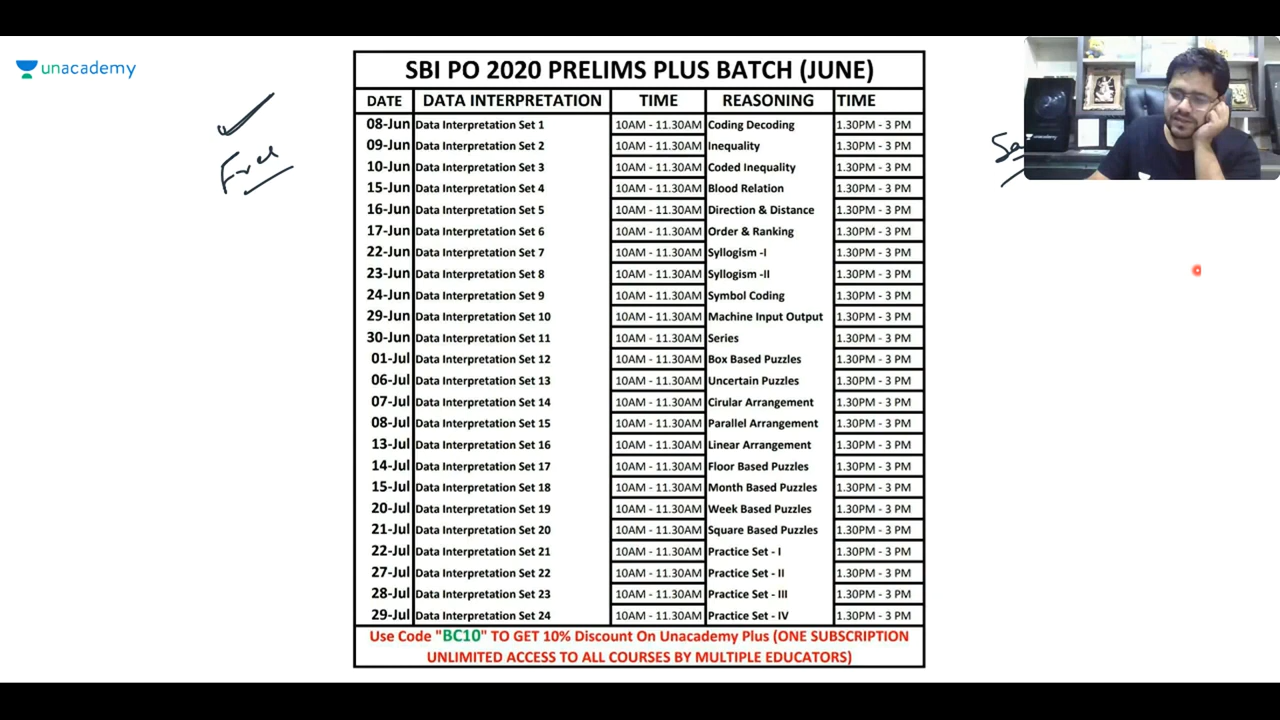 unacademy
SBI PO 2020 PRELIMS PLUS BATCH (JUNE)
DATE DATA INTERPRETATION TIME REASONING TIME
08-Jun Data Interpretation Set 1 10AM - 11.30AM Coding Decoding 1.30PM - 3 PM
09-Jun Data Interpretation Set 2 10AM - 11.30AM Inequality 1.30PM - 3 PM
10-Jun Data Interpretation Set 3 10AM - 11.30AM Coded Inequality 1.30PM - 3 PM
15-Jun Data Interpretation Set 4 10AM - 11.30AM Blood Relation 1.30PM - 3 PM
16-Jun Data Interpretation Set 5 10AM - 11.30AM Direction & Distance 1.30PM - 3 PM
17-Jun Data Interpretation Set 6 10AM - 11.30AM Order & Ranking 1.30PM - 3 PM
22-Jun Data Interpretation Set 7 10AM - 11.30AM Syllogism -I 1.30PM - 3 PM
23-Jun Data Interpretation Set 8 10AM - 11.30AM Syllogism -II 1.30PM - 3 PM
24-Jun Data Interpretation Set 9 10AM - 11.30AM Symbol Coding 1.30PM - 3 PM
29-Jun Data Interpretation Set 10 10AM - 11.30AM Machine Input Output 1.30PM - 3 PM
30-Jun Data Interpretation Set 11 10AM - 11.30AM Series 1.30PM - 3 PM
01-Jul Data Interpretation Set 12 10AM - 11.30AM Box Based Puzzles 1.30PM - 3 PM
06-Jul Data Interpretation Set 13 10AM - 11.30AM Uncertain Puzzles 1.30PM - 3 PM
07-Jul Data Interpretation Set 14 10AM - 11.30AM Cirular Arrangement 1.30PM - 3 PM
08-Jul Data Interpretation Set 15 10AM - 11.30AM Parallel Arrangement 1.30PM - 3 PM
13-Jul Data Interpretation Set 16 10AM - 11.30AM Linear Arrangement 1.30PM - 3 PM
14-Jul Data Interpretation Set 17 10AM - 11.30AM Floor Based Puzzles 1.30PM - 3 PM
15-Jul Data Interpretation Set 18 10AM - 11.30AM Month Based Puzzles 1.30PM - 3 PM
20-Jul Data Interpretation Set 19 10AM - 11.30AM Week Based Puzzles 1.30PM - 3 PM
21-Jul Data Interpretation Set 20 10AM - 11.30AM Square Based Puzzles 1.30PM - 3 PM
22-Jul Data Interpretation Set 21 10AM - 11.30AM Practice Set - I 1.30PM - 3 PM
27-Jul Data Interpretation Set 22 10AM - 11.30AM Practice Set - II 1.30PM - 3 PM
28-Jul Data Interpretation Set 23 10AM - 11.30AM Practice Set - III 1.30PM - 3 PM
29-Jul Data Interpretation Set 24 10AM - 11.30AM Practice Set - IV 1.30PM - 3 PM
Use Code "BC10" TO GET 10% Discount On Unacademy Plus (ONE SUBSCRIPTION
UNLIMITED ACCESS TO ALL COURSES BY MULTIPLE EDUCATORS)
Free
unacademy